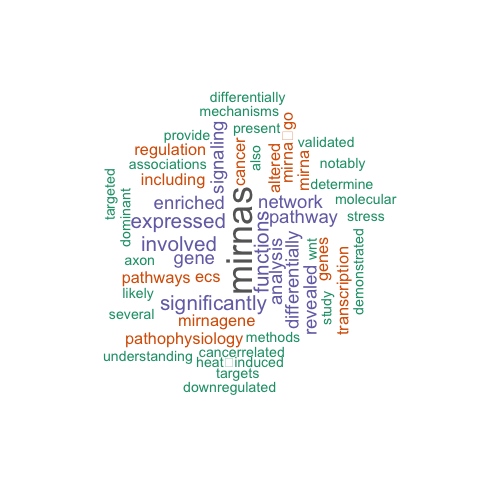 differentially
mechanisms
provide
signaling
present
mirna□go
regulation
cancer
also
altered
mirna
validated
associations
notably
including
determine
targeted
dominant
enriched
mirnas
network
molecular
expressed
functions
pathway
stress
involved
gene
analysis
differentially
wnt
genes
transcription
demonstrated
axon
pathways
ecs
revealed
study
likely
significantly
several
mirnagene
pathophysiology
methods
understanding
cancerrelated
heat□induced
targets
downregulated